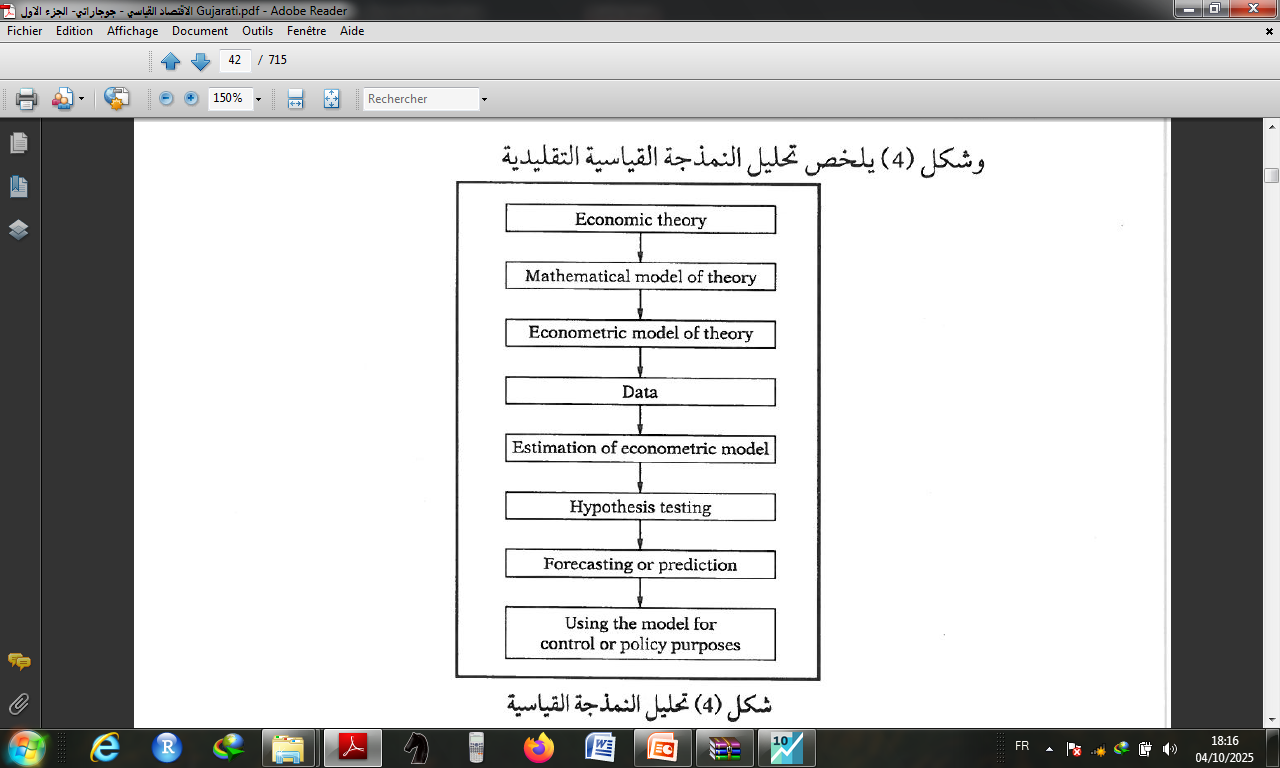 الاقتصاد القياسي - جوجاراتي- الجزء الاول Gujarati.pdf - Adobe Reader
Fichier Edition Affichage Document Outils Fenêtre Aide
42 / 715
150% Rechercher
وشكل (4) يلخص تحليل النمذجة القياسية التقليدية
Economic theory
Mathematical model of theory
Econometric model of theory
Data
Estimation of econometric model
Hypothesis testing
Forecasting or prediction
Using the model for
control or policy purposes
شكل (4) تحليل النمذجة القياسية
FR
18:16
04/10/2025
R
W
10